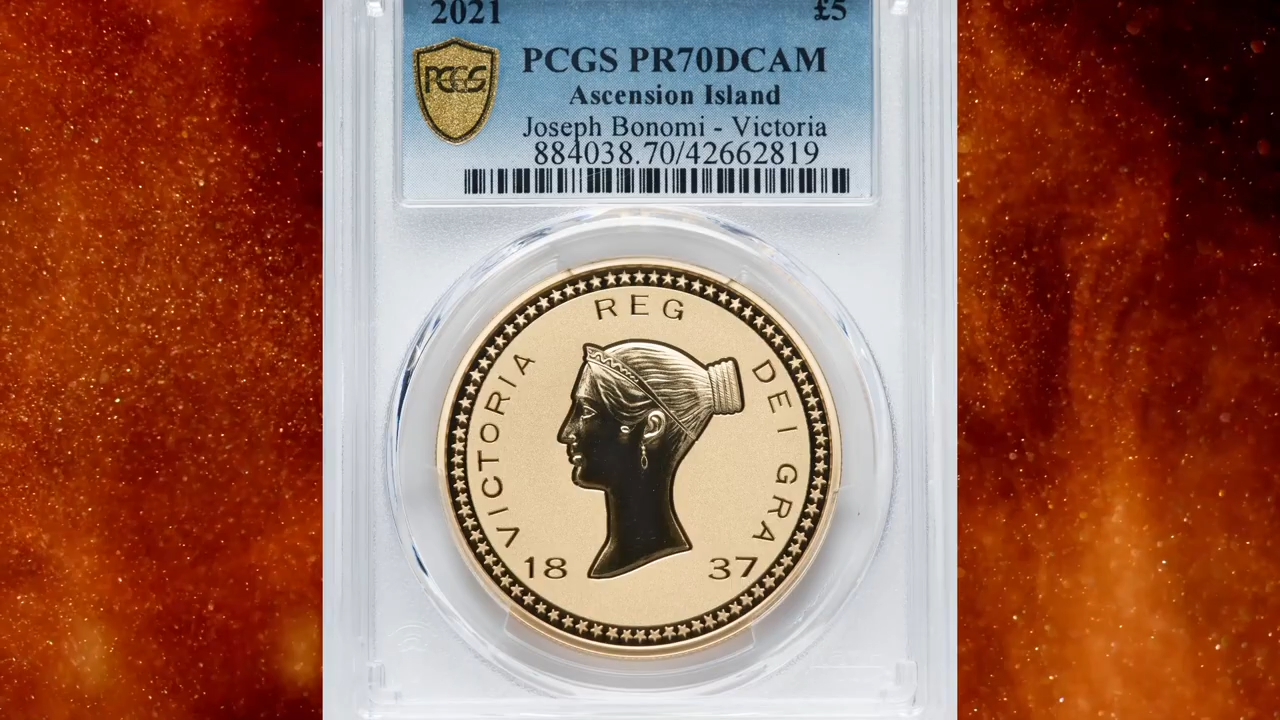 2021 £5
PCGS PR70DCAM
PCGS
Ascension Island
Joseph Bonomi - Victoria
884038.70/42662819
VICTORIA REG DEI GRA
18 37